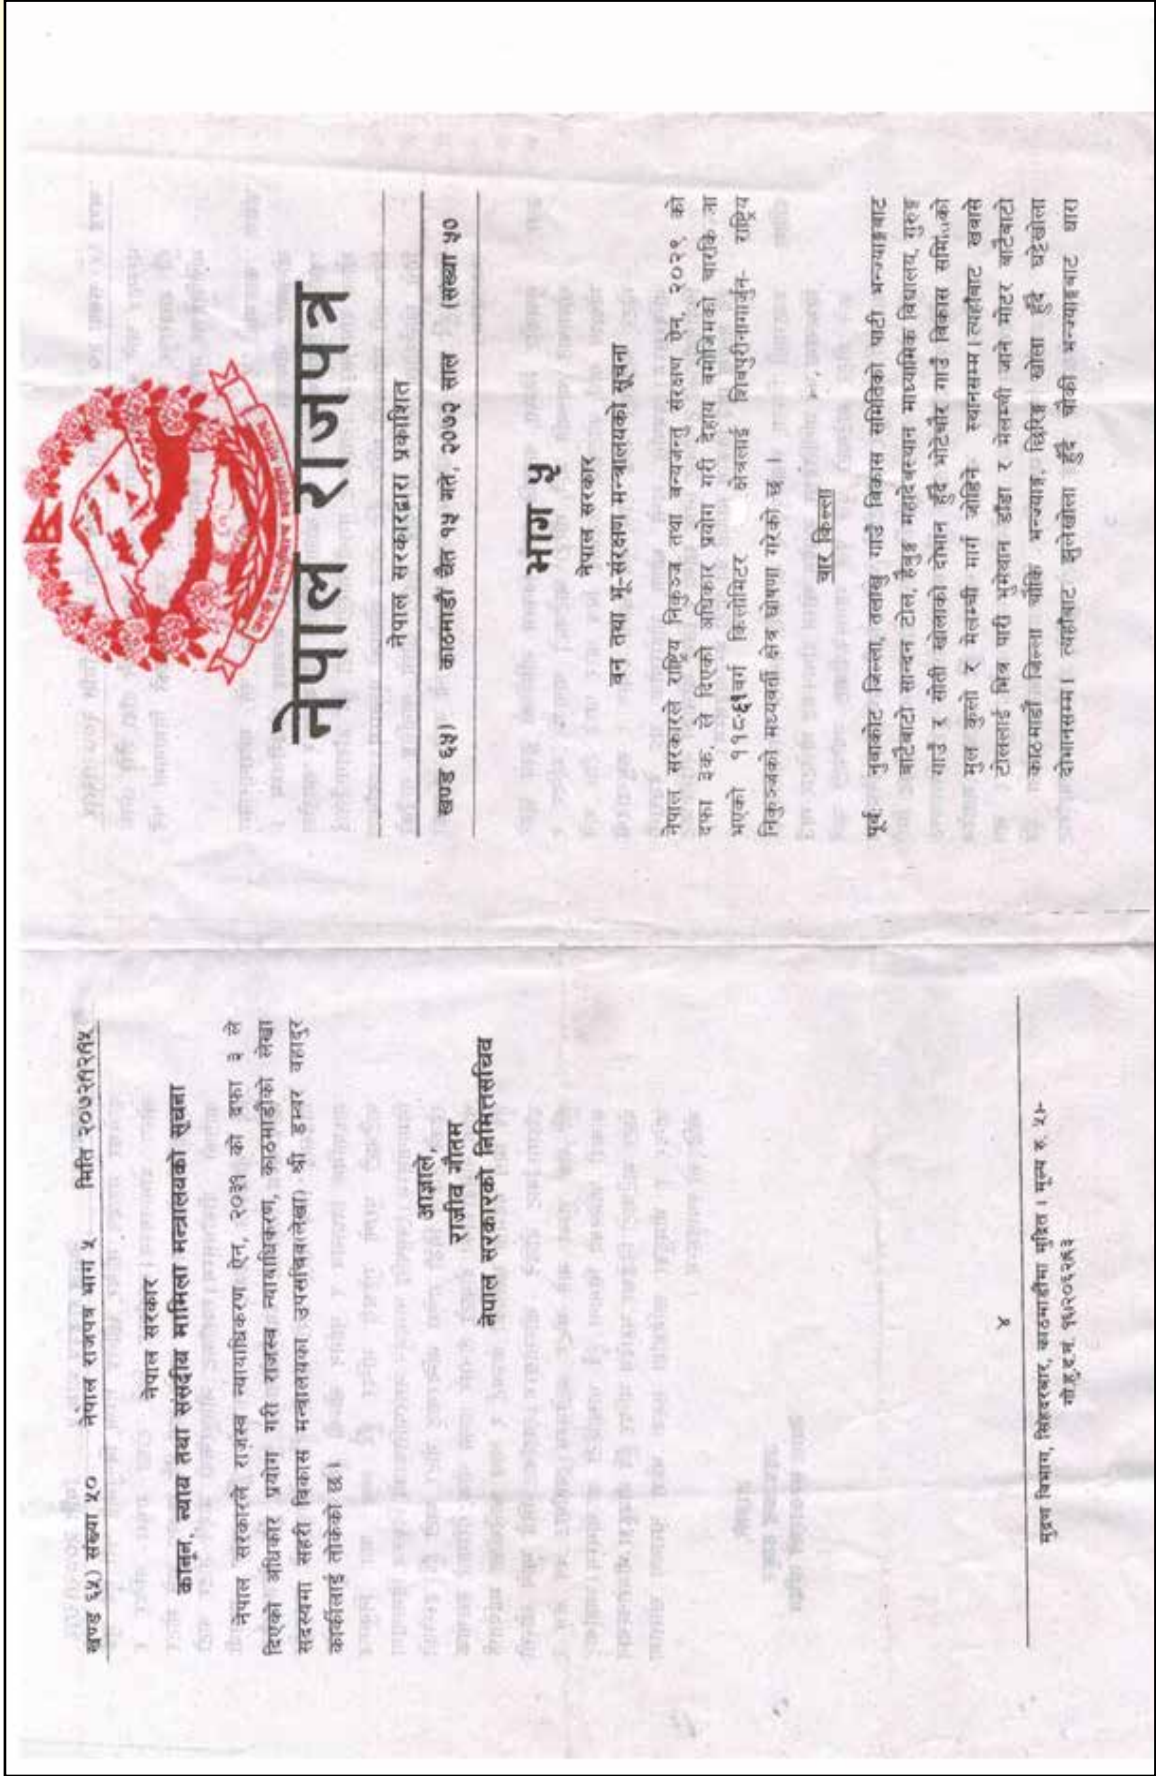 नेपाल राजपत्र
नेपाल सरकारद्वारा प्रकाशित
खण्ड ६५) काठमाडौं चैत १५ गते, २०७२ साल (संख्या ५०
भाग ५
नेपाल सरकार
वन तथा भू-संरक्षण मन्त्रालयको सूचना
नेपाल सरकारले राष्ट्रिय निकुञ्ज तथा वन्यजन्तु संरक्षण ऐन, २०२९ को
दफा ३क. ले दिएको अधिकार प्रयोग गरी देहाय बमोजिमको चारकिल्ला
भएको ११८.६१ वर्ग किलोमिटर क्षेत्रलाई शिवपुरीनागार्जुन राष्ट्रिय
निकुञ्जको मध्यवर्ती क्षेत्र घोषणा गरेको छ ।
चार किल्ला
पूर्वः नुवाकोट जिल्ला, तलाखु गाउँ विकास समितिको पाटी भन्ज्याङबाट
बाटैबाटो सान्दन टोल, हैबुङ महादेवस्थान माध्यामिक विद्यालय, गुरुङ
गाउँ र सोती खोलाको दोभान हुँदै भोटेचौर गाउँ विकास को
मुल कुलो र मेलम्ची मार्ग जोडिने स्थानसम्म । त्यहाँबाट खवासे
टोललाई भित्र पारी भुसेखान डाँडा र मेलम्ची जाने मोटर बाटैबाटो
काठमाडौं जिल्ला चौकि भन्ज्याङ, छिपिङ खोला हुँदै घट्टेखोला
दोभानसम्म । त्यहाँबाट भुलेखोला हुँदै चौकी भन्ज्याङबाट धारा
खण्ड ६५) संख्या ५० नेपाल राजपत्र भाग ५ मिति २०७२।१२।१५
नेपाल सरकार
कानून, न्याय तथा संसदीय मामिला मन्त्रालयको सूचना
नेपाल सरकारले राजस्व न्यायाधिकरण ऐन, २०३१ को दफा ३ ले
दिएको अधिकार प्रयोग गरी राजस्व न्यायाधिकरण, काठमाडौंको लेखा
सदस्यमा सहरी विकास मन्त्रालयका उपसचिव(लेखा) श्री डम्वर वहादुर
कार्कीलाई तोकेको छ ।
आज्ञाले,
राजीव गौतम
नेपाल सरकारको निमित्तसचिव
४
मुद्रण विभाग, सिंहदरबार, काठमाडौंमा मुद्रित । मूल्य रु. ५।-
गो.हु.द.नं.